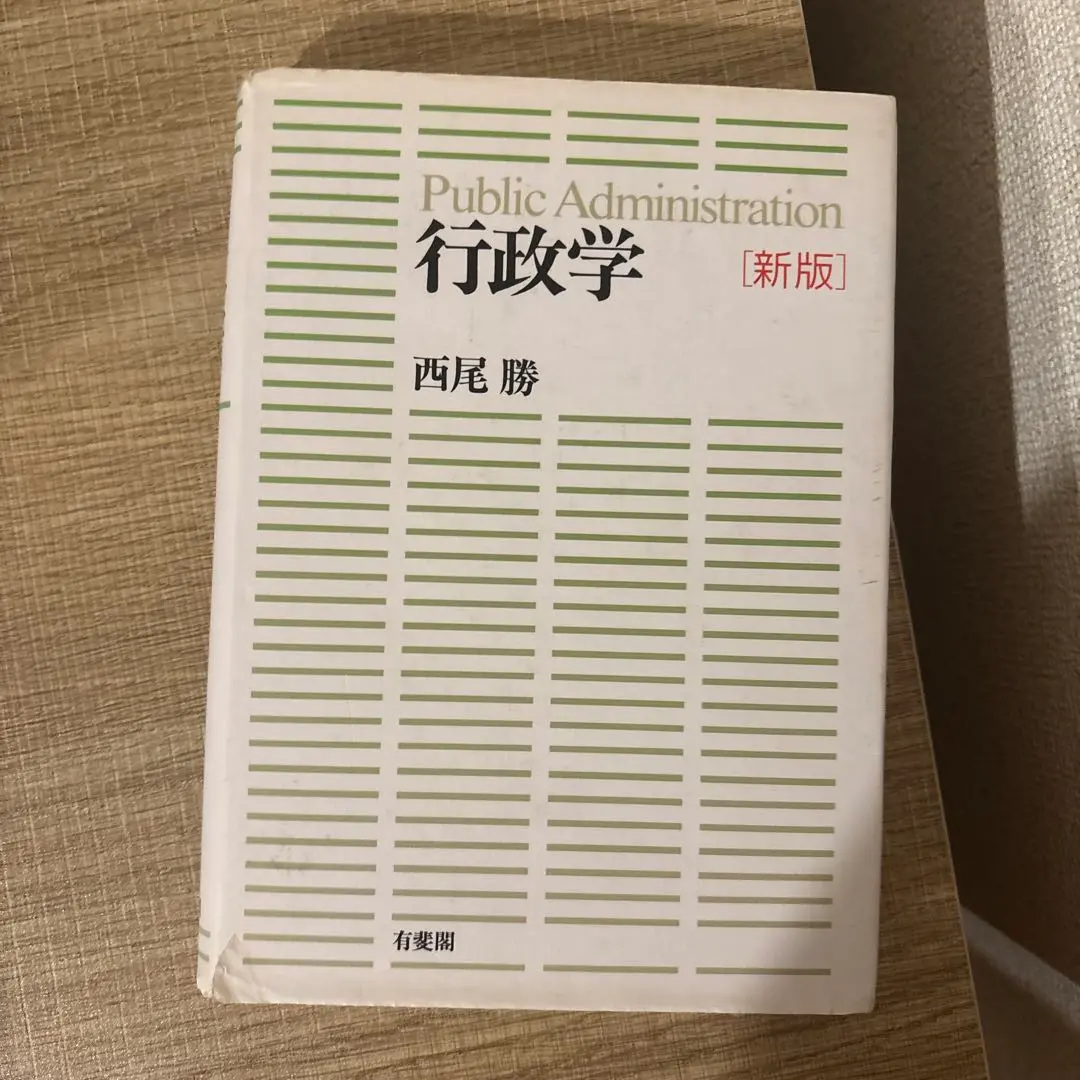 Public Administration
行政学
[新版]
西尾 勝
有斐閣